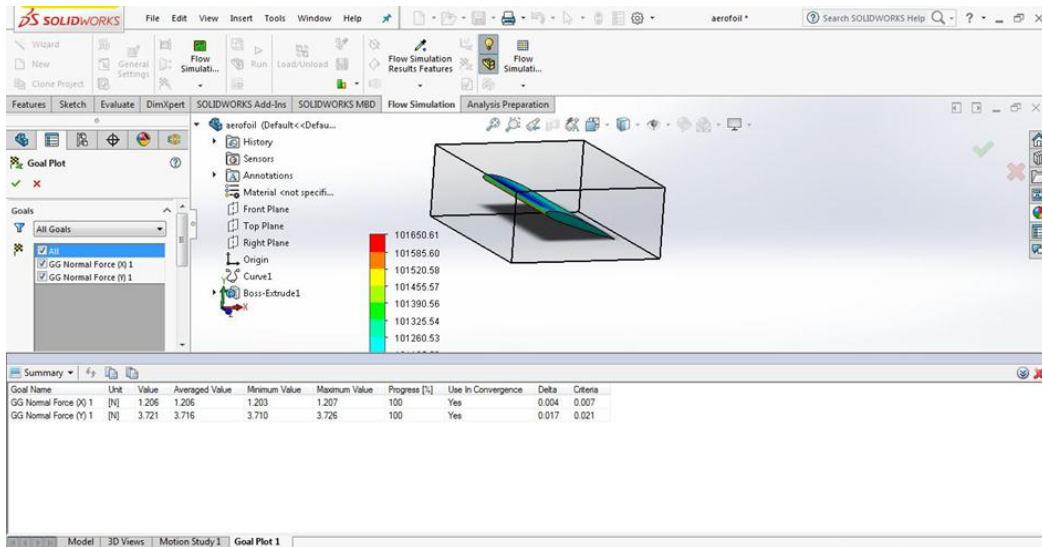 SOLIDWORKS File Edit View Insert Tools Window Help aerofoil * Search SOLIDWORKS Help
Wizard
New
Clone Project
General Settings
Flow Simulati...
Run
Load/Unload
Flow Simulation Results Features
Flow Simulati...
Features Sketch Evaluate DimXpert SOLIDWORKS Add-Ins SOLIDWORKS MBD Flow Simulation Analysis Preparation
Goal Plot
Goals
All Goals
All
GG Normal Force (X) 1
GG Normal Force (Y) 1
aerofoil (Default<<Defau...
History
Sensors
Annotations
Material <not specifi...
Front Plane
Top Plane
Right Plane
Origin
Curve1
Boss-Extrude1
X
101650.61
101585.60
101520.58
101455.57
101390.56
101325.54
101260.53
Summary
Goal Name Unit Value Averaged Value Minimum Value Maximum Value Progress [%] Use In Convergence Delta Criteria
GG Normal Force (X) 1 [N] 1.206 1.206 1.203 1.207 100 Yes 0.004 0.007
GG Normal Force (Y) 1 [N] 3.721 3.716 3.710 3.726 100 Yes 0.017 0.021
Model 3D Views Motion Study 1 Goal Plot 1